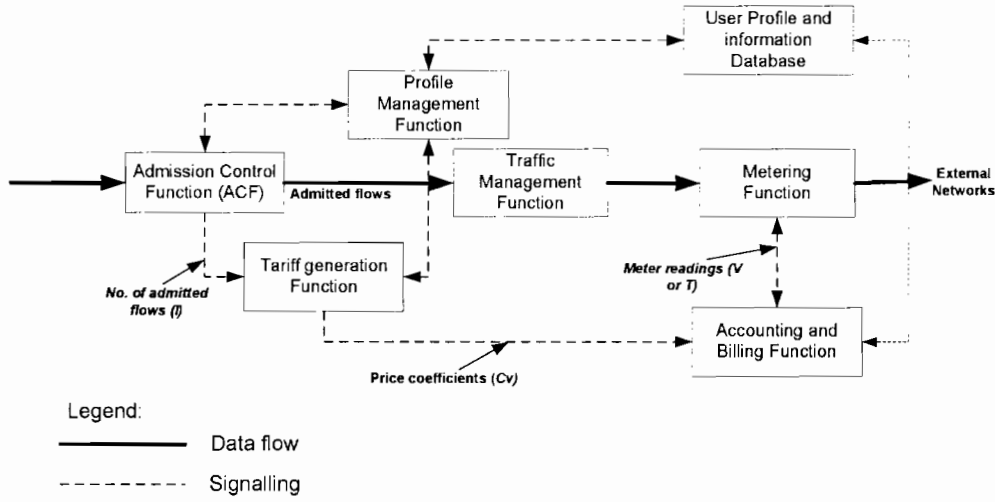 User Profile and
information
Database
Profile
Management
Function
Admission Control
Function (ACF)
Admitted flows
Traffic
Management
Function
Metering
Function
External
Networks
Tariff generation
Function
No. of admitted
flows (I)
Meter readings (V
or T)
Accounting and
Billing Function
Price coefficients (Cv)
Legend:
Data flow
Signalling